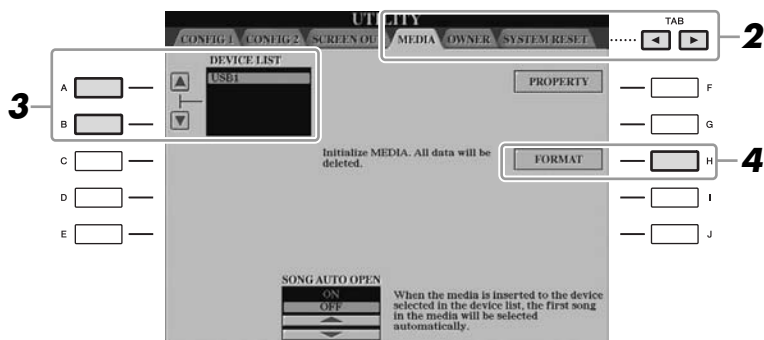 UTILITY
CONFIG 1 CONFIG 2 SCREEN OU MEDIA OWNER SYSTEM RESET
TAB
2
DEVICE LIST
USB1
PROPERTY
3
A
B
C
D
E
F
G
H
I
J
Initialize MEDIA. All data will be
deleted.
FORMAT
4
SONG AUTO OPEN
ON
OFF
When the media is inserted to the device
selected in the device list, the first song
in the media will be selected
automatically.